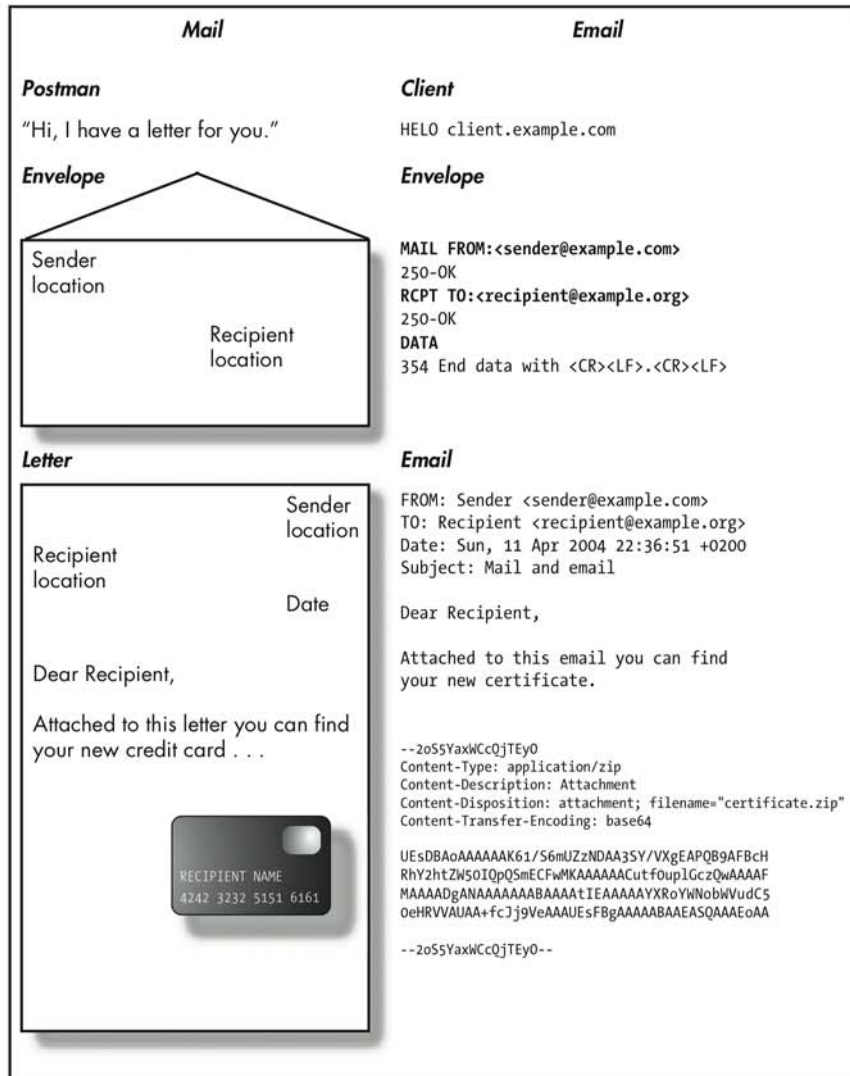 Mail
Email
Postman
“Hi, I have a letter for you.”
Client
HELO client.example.com
Envelope
Sender
location
Recipient
location
Envelope
MAIL FROM:<sender@example.com>
250-OK
RCPT TO:<recipient@example.org>
250-OK
DATA
354 End data with <CR><LF>.<CR><LF>
Letter
Sender
location
Recipient
location
Date
Dear Recipient,
Attached to this letter you can find
your new credit card . . .
RECIPIENT NAME
4242 3232 5151 6161
Email
FROM: Sender <sender@example.com>
TO: Recipient <recipient@example.org>
Date: Sun, 11 Apr 2004 22:36:51 +0200
Subject: Mail and email
Dear Recipient,
Attached to this email you can find
your new certificate.
--2oS5YaxWCcQjTEyO
Content-Type: application/zip
Content-Description: Attachment
Content-Disposition: attachment; filename="certificate.zip"
Content-Transfer-Encoding: base64
UEsDBAoAAAAAAK61/S6mUZzNDAA3SY/VXgEAPQB9AFBcH
RhY2htZW50IQpQSmECFwMKAAAAAACutfOuplGczQwAAAAF
MAAAADgANAAAAAAABAAAAtIEAAAAAYXRoYWNobWVudC5
0eHRVVAUAA+fcJj9VeAAAUEsFBgAAAAABAAEASQAAAEoAA
--2oS5YaxWCcQjTEyO--